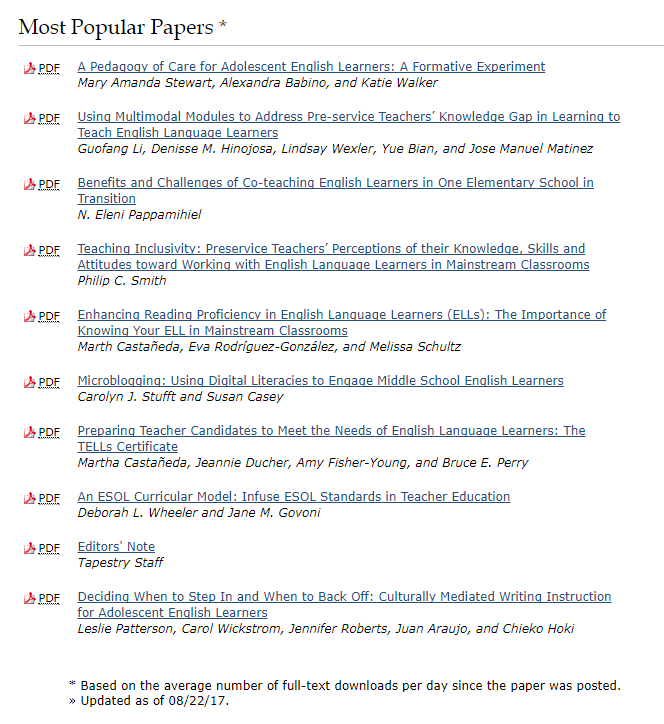 Most Popular Papers *
PDF A Pedagogy of Care for Adolescent English Learners: A Formative Experiment
Mary Amanda Stewart, Alexandra Babino, and Katie Walker
PDF Using Multimodal Modules to Address Pre-service Teachers’ Knowledge Gap in Learning to
Teach English Language Learners
Guofang Li, Denisse M. Hinojosa, Lindsay Wexler, Yue Bian, and Jose Manuel Matinez
PDF Benefits and Challenges of Co-teaching English Learners in One Elementary School in
Transition
N. Eleni Pappamihiel
PDF Teaching Inclusivity: Preservice Teachers’ Perceptions of their Knowledge, Skills and
Attitudes toward Working with English Language Learners in Mainstream Classrooms
Philip C. Smith
PDF Enhancing Reading Proficiency in English Language Learners (ELLs): The Importance of
Knowing Your ELL in Mainstream Classrooms
Marth Castañeda, Eva Rodríguez-González, and Melissa Schultz
PDF Microblogging: Using Digital Literacies to Engage Middle School English Learners
Carolyn J. Stufft and Susan Casey
PDF Preparing Teacher Candidates to Meet the Needs of English Language Learners: The
TELLs Certificate
Martha Castañeda, Jeannie Ducher, Amy Fisher-Young, and Bruce E. Perry
PDF An ESOL Curricular Model: Infuse ESOL Standards in Teacher Education
Deborah L. Wheeler and Jane M. Govoni
PDF Editors' Note
Tapestry Staff
PDF Deciding When to Step In and When to Back Off: Culturally Mediated Writing Instruction
for Adolescent English Learners
Leslie Patterson, Carol Wickstrom, Jennifer Roberts, Juan Araujo, and Chieko Hoki
* Based on the average number of full-text downloads per day since the paper was posted.
» Updated as of 08/22/17.